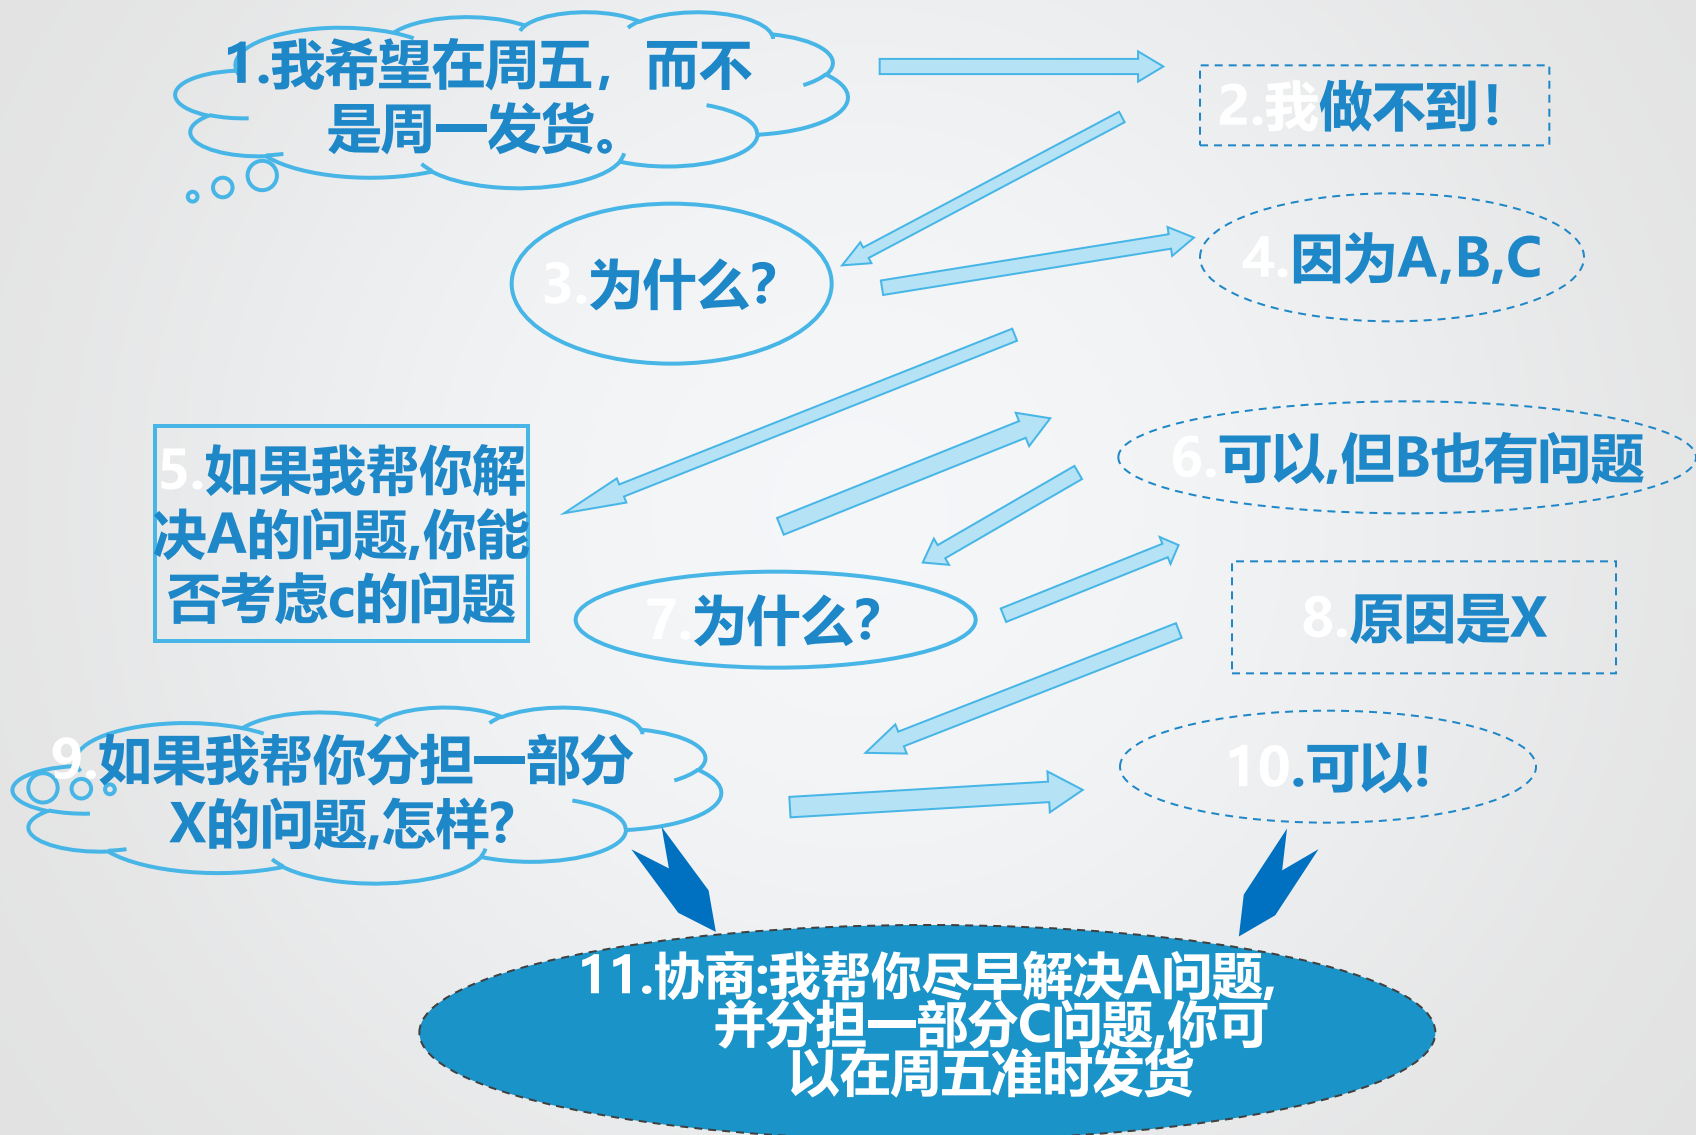 1.我希望在周五，而不
是周一发货。
2.我做不到！
3.为什么？
4.因为A,B,C
5.如果我帮你解
决A的问题,你能
否考虑c的问题
6.可以,但B也有问题
7.为什么？
8.原因是X
9.如果我帮你分担一部分
X的问题,怎样?
10.可以!
11.协商:我帮你尽早解决A问题,
并分担一部分C问题,你可
以在周五准时发货